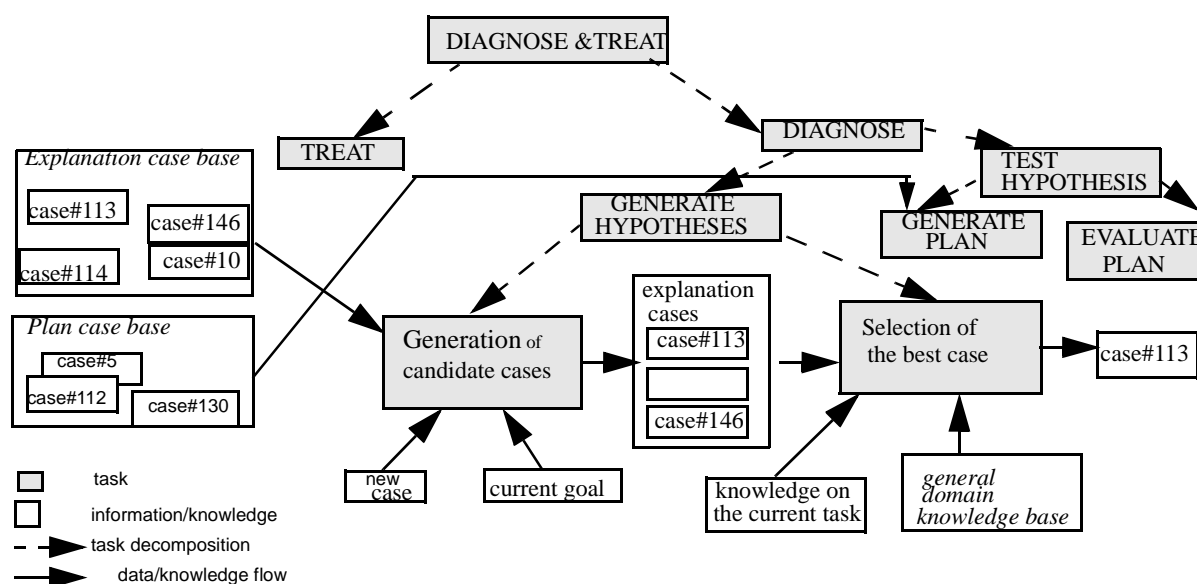 DIAGNOSE &TREAT
TREAT
DIAGNOSE
TEST
HYPOTHESIS
Explanation case base
case#113
case#146
case#114
case#10
GENERATE
HYPOTHESES
GENERATE
PLAN
EVALUATE
PLAN
Plan case base
case#5
case#112
case#130
Generation of
candidate cases
explanation
cases
case#113
case#146
Selection of
the best case
case#113
new
case
current goal
knowledge on
the current task
general
domain
knowledge base
task
information/knowledge
task decomposition
data/knowledge flow